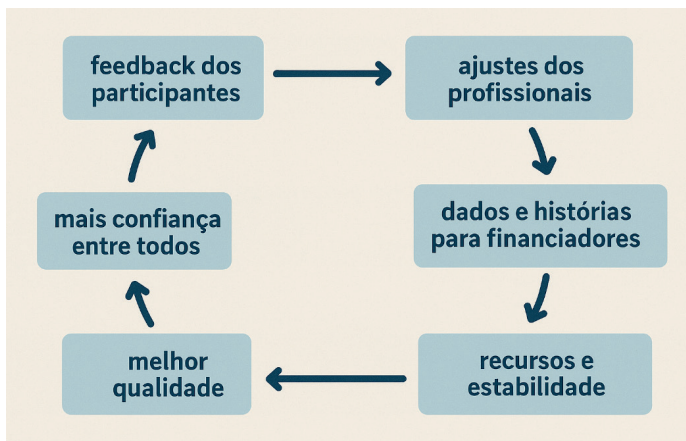 feedback dos
participantes
ajustes dos
profissionais
dados e histórias
para financiadores
recursos e
estabilidade
melhor
qualidade
mais confiança
entre todos